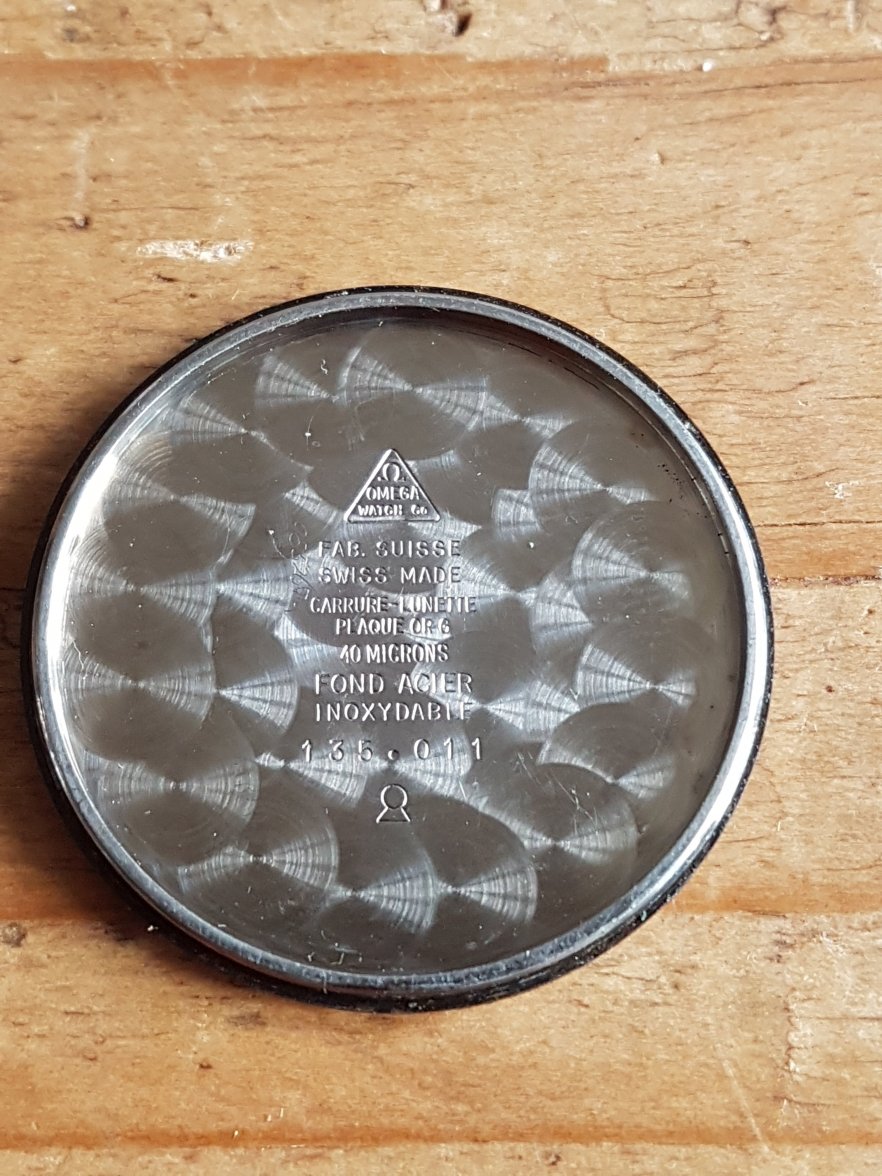 Ω
OMEGA
WATCH Co
FAB. SUISSE
SWISS MADE
CARRURE-LUNETTE
PLAQUE OR G
40 MICRONS
FOND ACIER
INOXYDABLE
135.011